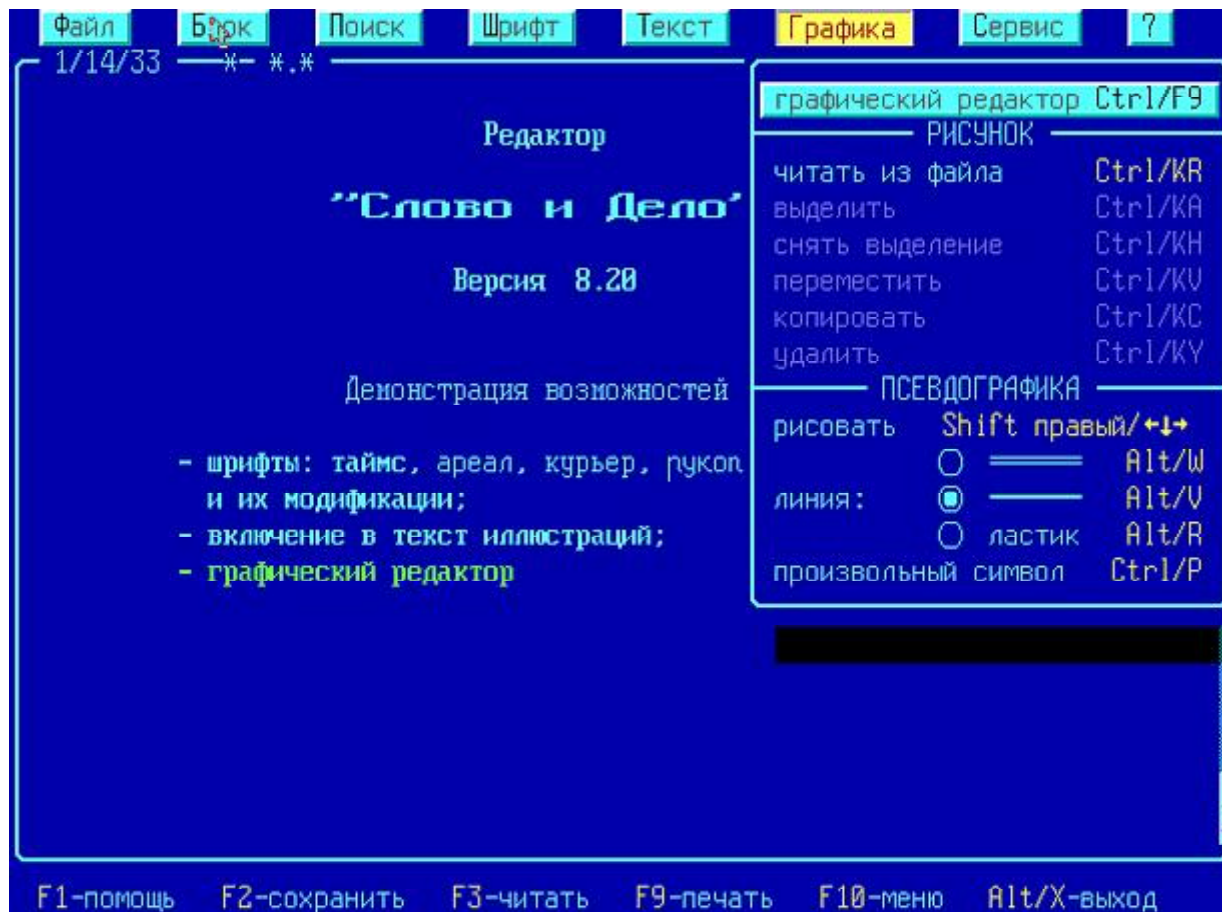 Файл Блок Поиск Шрифт Текст Графика Сервис ?
1/14/33 *- *.*
Редактор
"Слово и Дело"
Версия 8.20
Демонстрация возможностей
- шрифты: таймс, ареал, курьер, рукоп
и их модификации;
- включение в текст иллюстраций;
- графический редактор
графический редактор Ctrl/F9
РИСУНОК
читать из файла Ctrl/KR
выделить Ctrl/KA
снять выделение Ctrl/KH
переместить Ctrl/KV
копировать Ctrl/KC
удалить Ctrl/KY
ПСЕВДОГРАФИКА
рисовать Shift правый/←↓→
Alt/W
линия: Alt/V
ластик Alt/R
произвольный символ Ctrl/P
F1-помощь F2-сохранить F3-читать F9-печать F10-меню Alt/X-выход